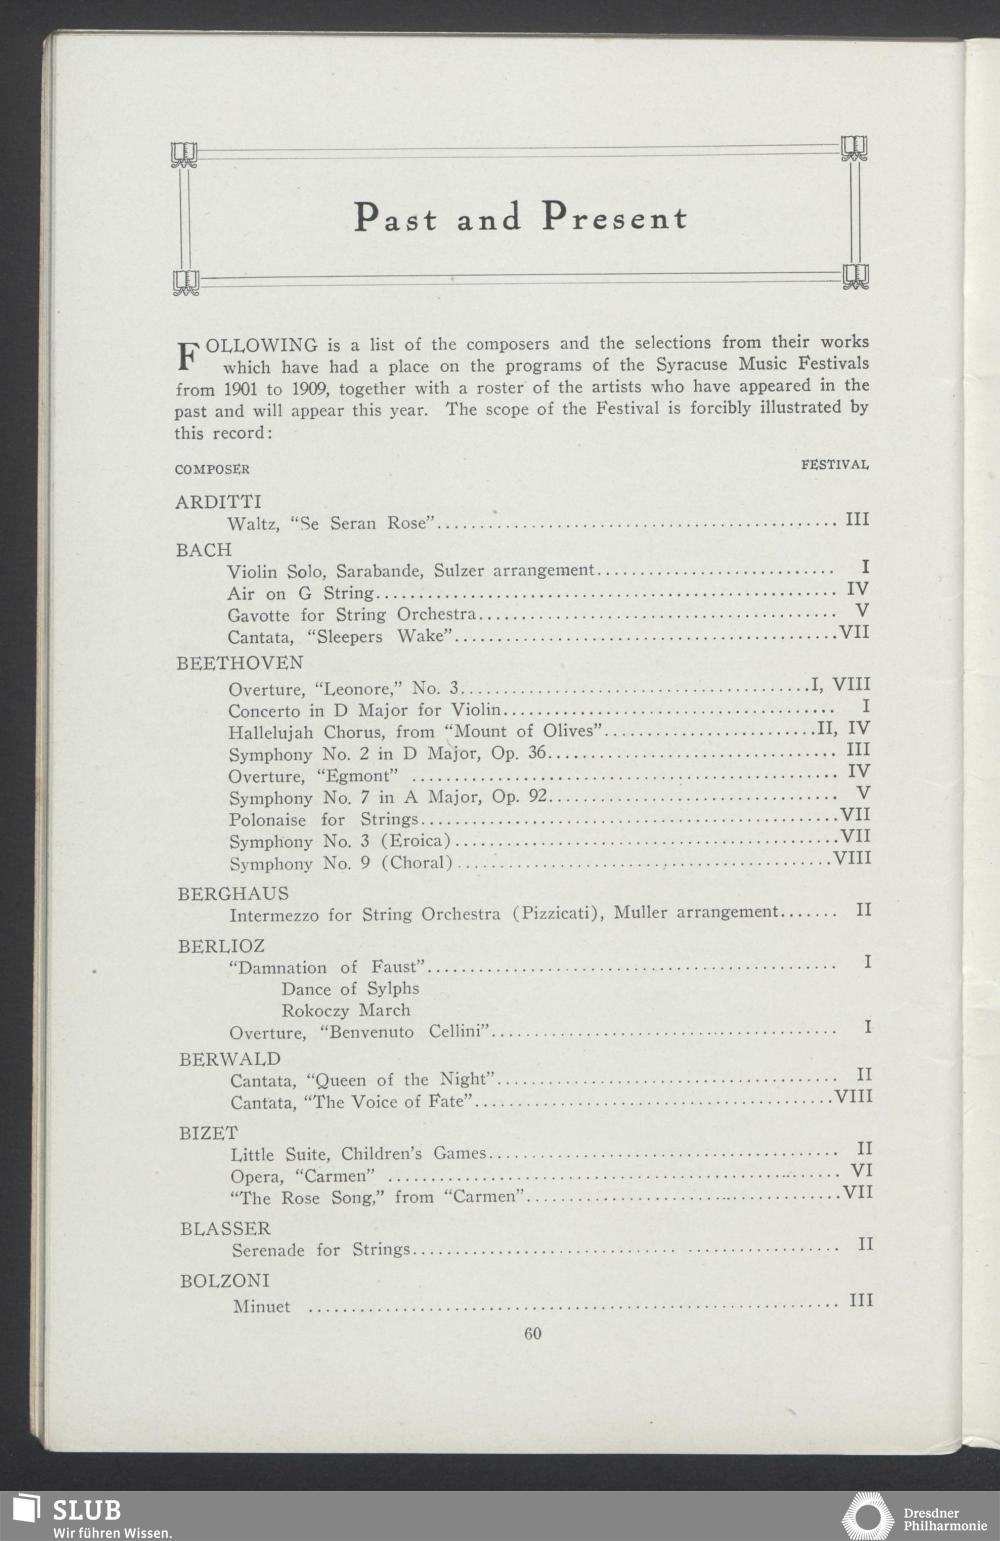 Past and Present
FOLLOWING is a list of the composers and the selections from their works
which have had a place on the programs of the Syracuse Music Festivals
from 1901 to 1909, together with a roster of the artists who have appeared in the
past and will appear this year. The scope of the Festival is forcibly illustrated by
this record:
COMPOSER FESTIVAL
ARDITTI
Waltz, “Se Seran Rose”.............................................. III
BACH
Violin Solo, Sarabande, Sulzer arrangement............................ I
Air on G String..................................................... IV
Gavotte for String Orchestra.......................................... V
Cantata, “Sleepers Wake”............................................VII
BEETHOVEN
Overture, “Leonore,” No. 3.........................................I, VIII
Concerto in D Major for Violin....................................... I
Hallelujah Chorus, from “Mount of Olives”.........................II, IV
Symphony No. 2 in D Major, Op. 36.................................. III
Overture, “Egmont” .................................................. IV
Symphony No. 7 in A Major, Op. 92.................................. V
Polonaise for Strings.................................................VII
Symphony No. 3 (Eroica).............................................VII
Symphony No. 9 (Choral)............................................VIII
BERGHAUS
Intermezzo for String Orchestra (Pizzicati), Muller arrangement....... II
BERLIOZ
“Damnation of Faust”................................................ I
Dance of Sylphs
Rokoczy March
Overture, “Benvenuto Cellini”......................................... I
BERWALD
Cantata, “Queen of the Night”........................................ II
Cantata, “The Voice of Fate”..........................................VIII
BIZET
Little Suite, Children’s Games......................................... II
Opera, “Carmen” ..................................................... VI
“The Rose Song,” from “Carmen”.....................................VII
BLASSER
Serenade for Strings.................................................. II
BOLZONI
Minuet .............................................................. III
60
SLUB
Wir führen Wissen.
Dresdner
Philharmonie